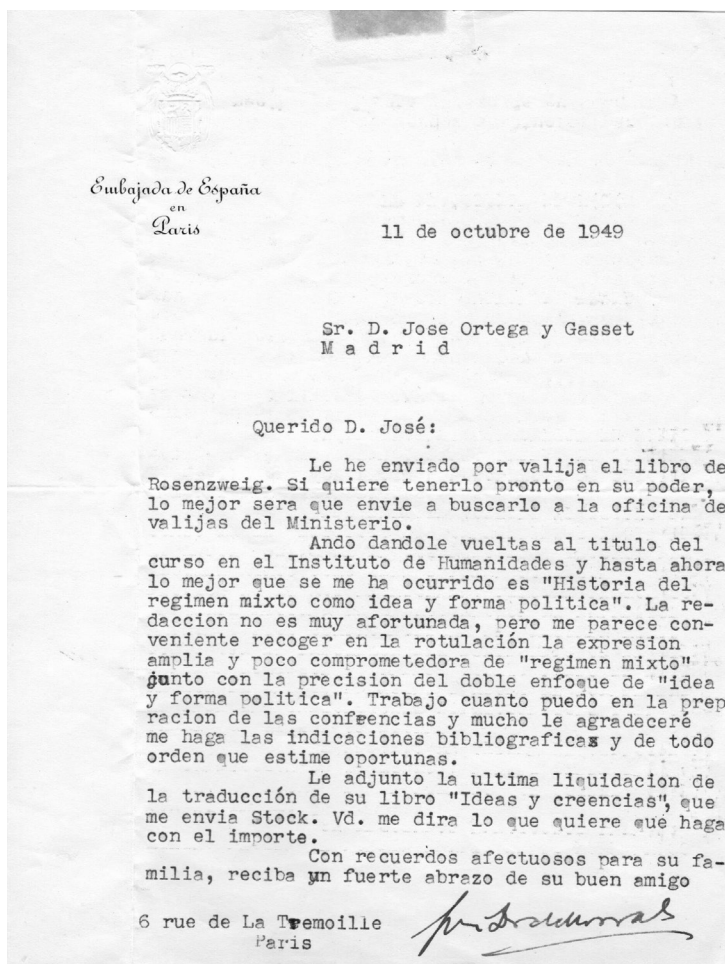 Embajada de España
en
Paris
11 de octubre de 1949
Sr. D. Jose Ortega y Gasset
M a d r i d
Querido D. José:
Le he enviado por valija el libro de
Rosenzweig. Si quiere tenerlo pronto en su poder,
lo mejor sera que envie a buscarlo a la oficina de
valijas del Ministerio.
Ando dandole vueltas al titulo del
curso en el Instituto de Humanidades y hasta ahora
lo mejor que se me ha ocurrido es "Historia del
regimen mixto como idea y forma politica". La re-
daccion no es muy afortunada, pero me parece con-
veniente recoger en la rotulación la expresion
amplia y poco comprometedora de "regimen mixto"
junto con la precision del doble enfoque de "idea
y forma politica". Trabajo cuanto puedo en la prep
racion de las confrencias y mucho le agradeceré
me haga las indicaciones bibliograficas y de todo
orden que estime oportunas.
Le adjunto la ultima liquidacion de
la traducción de su libro "Ideas y creencias", que
me envia Stock. Vd. me dira lo que quiere que haga
con el importe.
Con recuerdos afectuosos para su fa-
milia, reciba un fuerte abrazo de su buen amigo
6 rue de La Tremoille
Paris